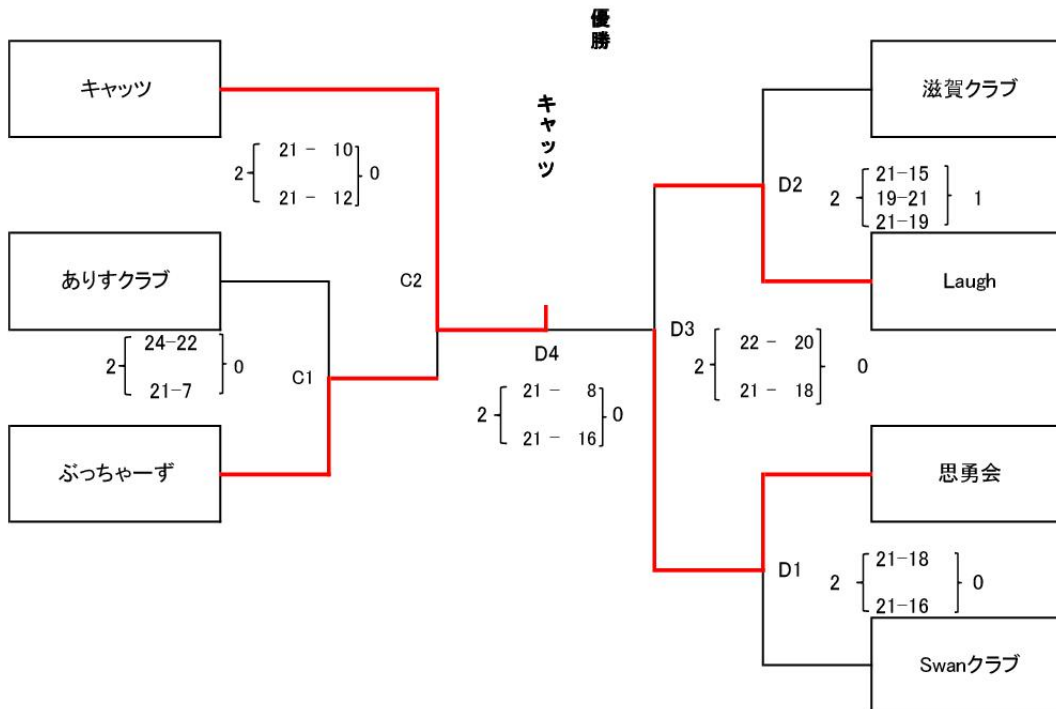 優勝
キャッツ
キャッツ
2 21 - 10 0
21 - 12
ありすクラブ
C2
2 24-22 0
21-7
C1
ぶっちゃーず
D4
2 21 - 8 0
21 - 16
滋賀クラブ
D2
2 21-15 1
19-21
21-19
Laugh
D3
2 22 - 20 0
21 - 18
思勇会
D1
2 21-18 0
21-16
Swanクラブ